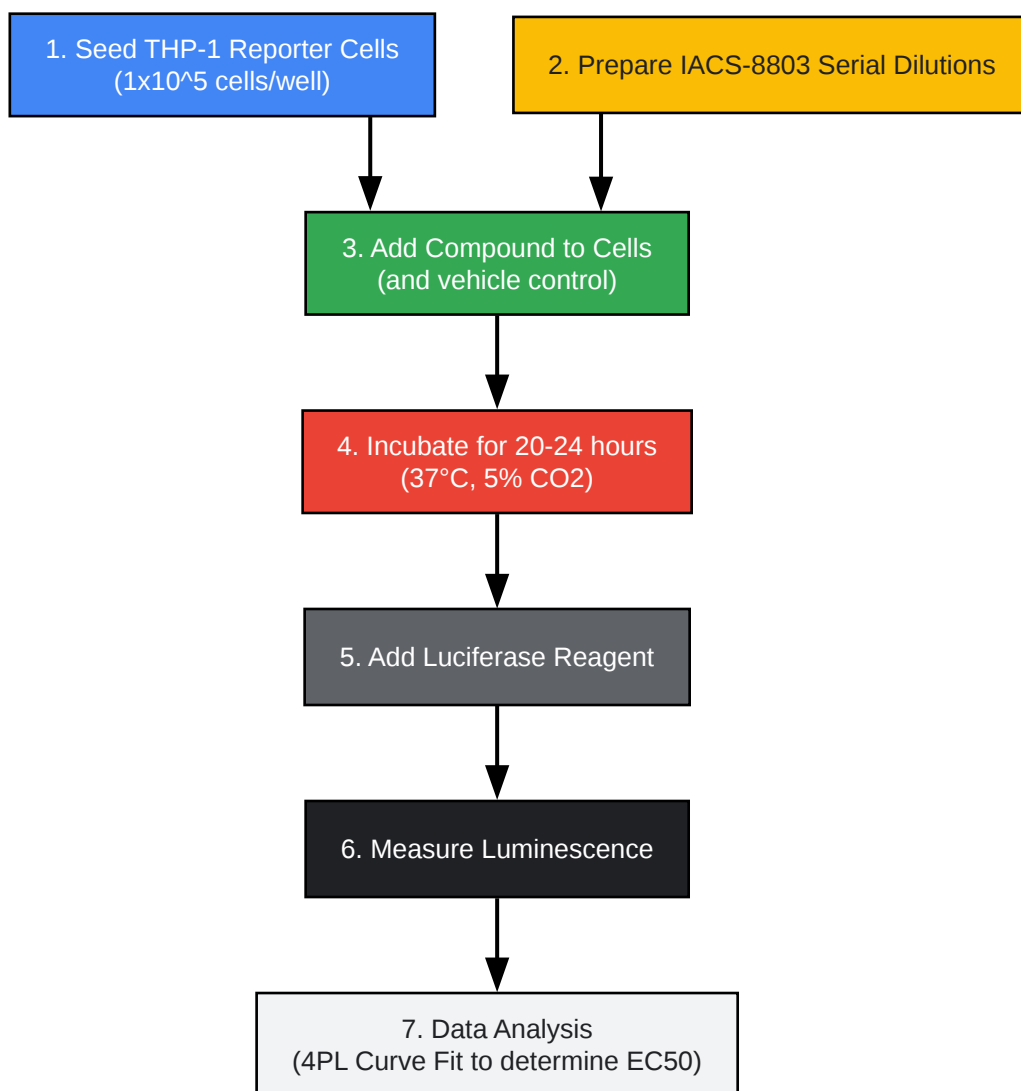 1. Seed THP-1 Reporter Cells
(1x10^5 cells/well)
2. Prepare IACS-8803 Serial Dilutions
3. Add Compound to Cells
(and vehicle control)
4. Incubate for 20-24 hours
(37°C, 5% CO2)
5. Add Luciferase Reagent
6. Measure Luminescence
7. Data Analysis
(4PL Curve Fit to determine EC50)